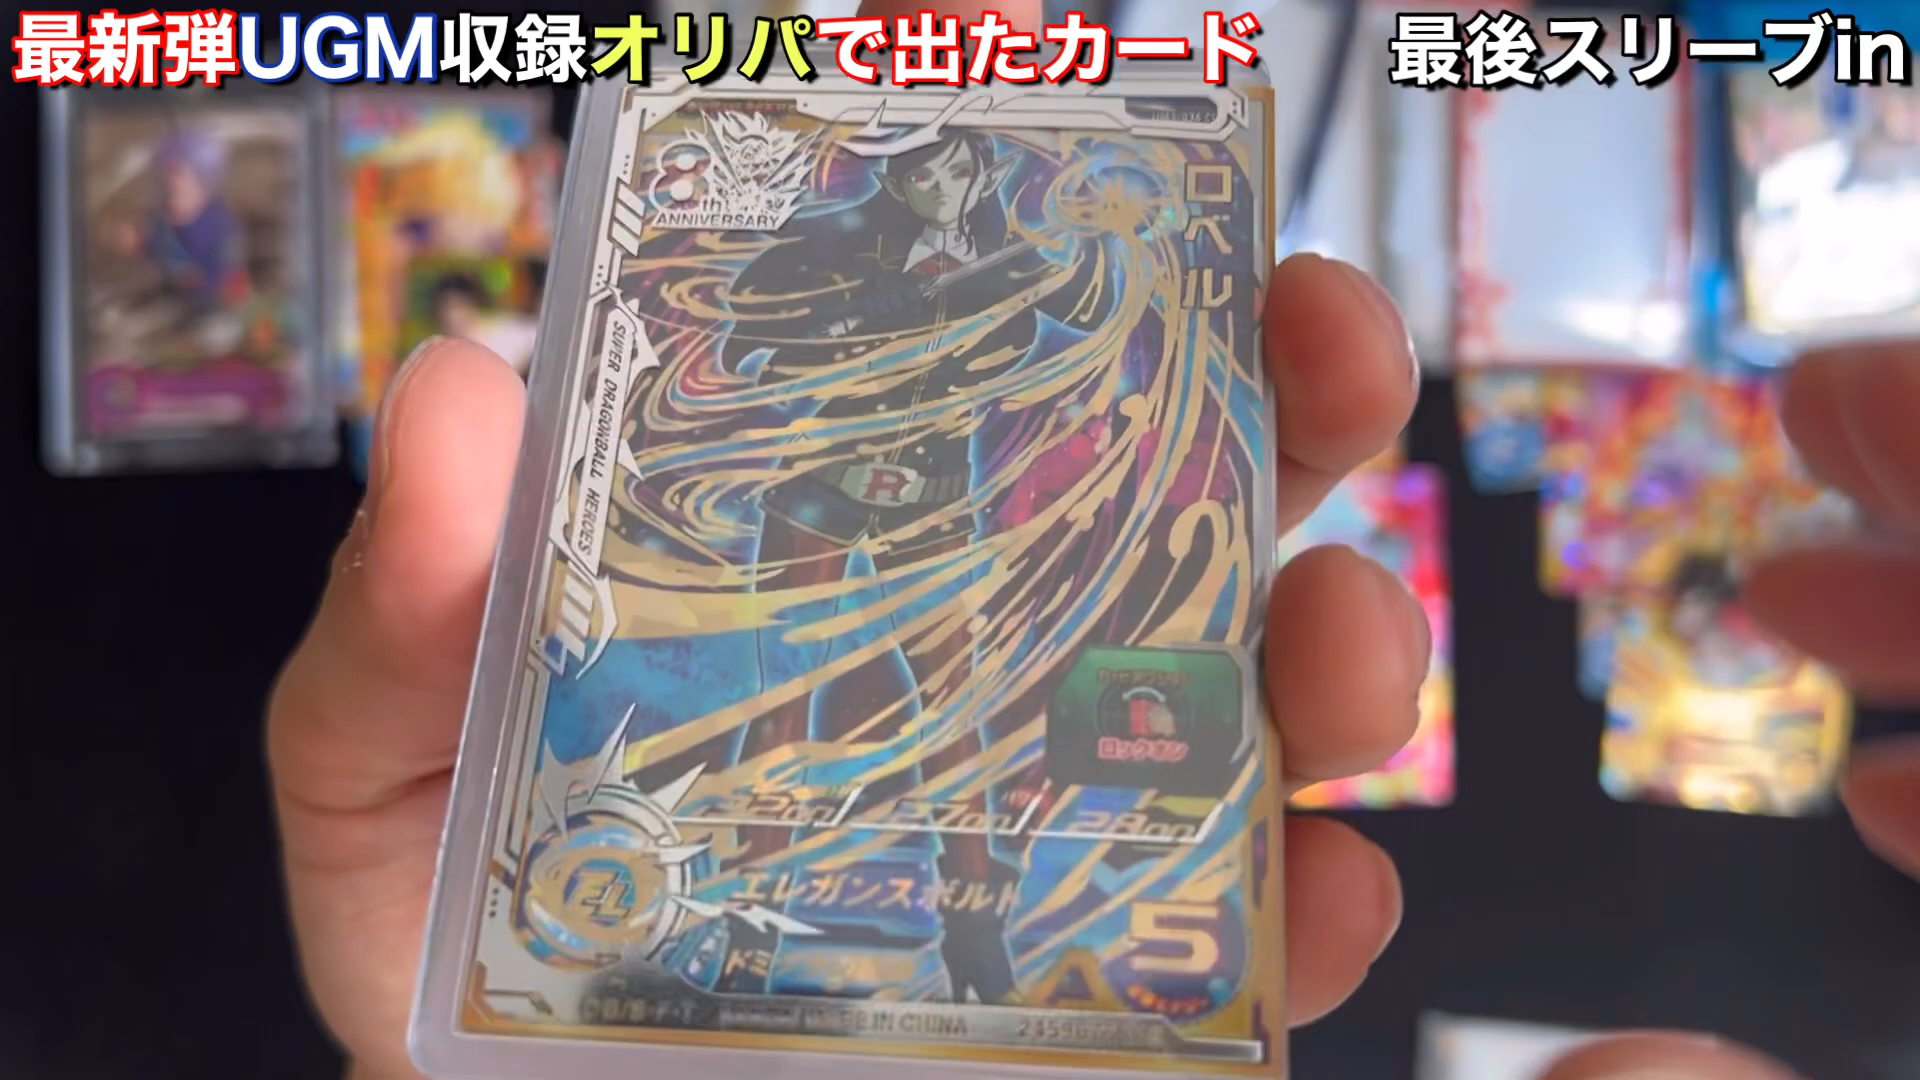 最新弾UGM収録オリパで出たカード
最後スリーブin
8th
ANNIVERSARY
ロベル
SUPER DRAGONBALL HEROES
R
ロックオン
エレガンスボルト
5
MADE IN CHINA